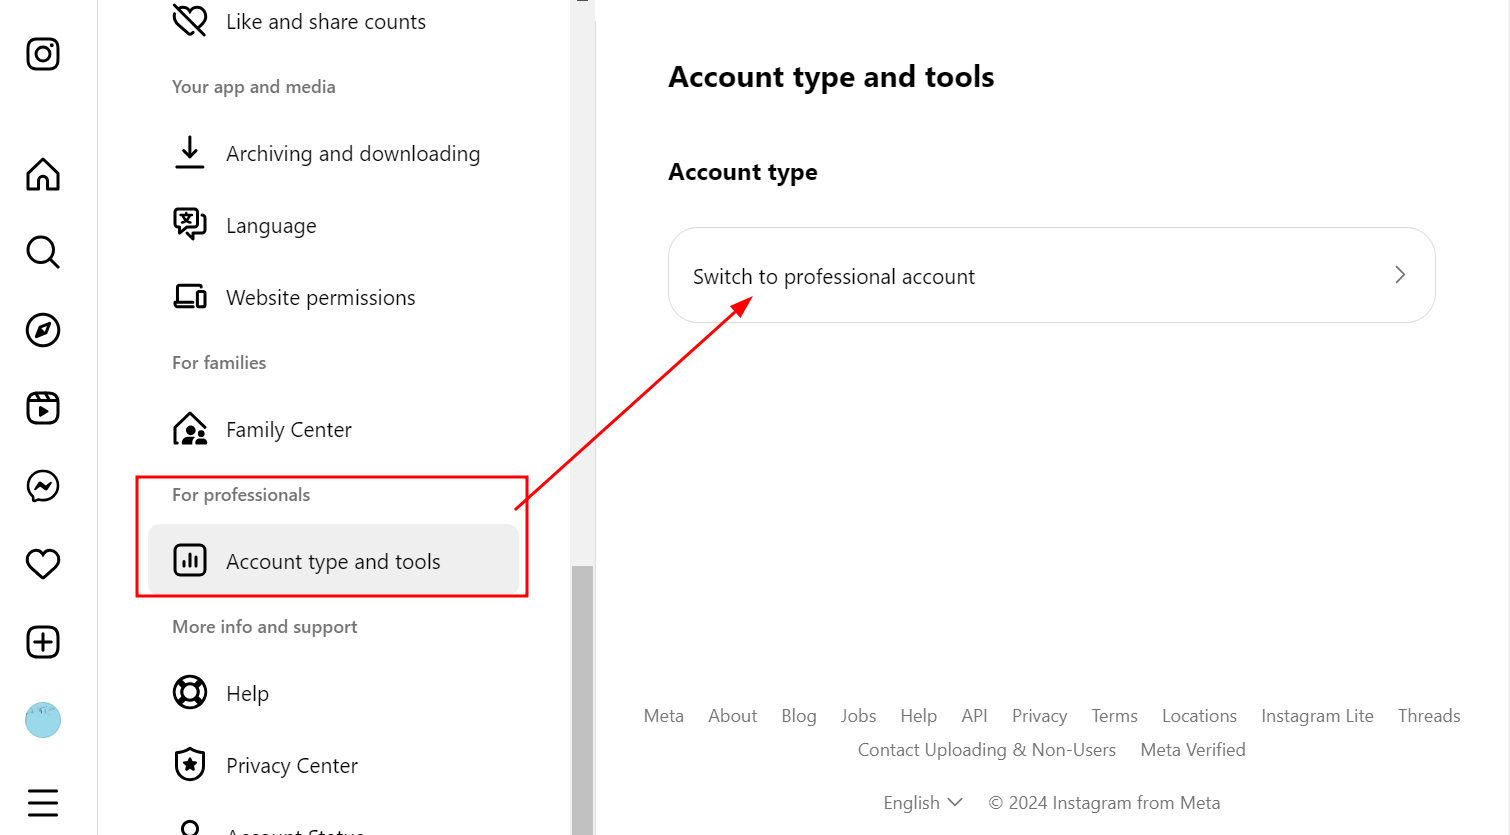 Like and share counts
Your app and media
Archiving and downloading
Language
Website permissions
For families
Family Center
For professionals
Account type and tools
More info and support
Help
Privacy Center
Account Status
Account type and tools
Account type
Switch to professional account
Meta About Blog Jobs Help API Privacy Terms Locations Instagram Lite Threads
Contact Uploading & Non-Users Meta Verified
English © 2024 Instagram from Meta